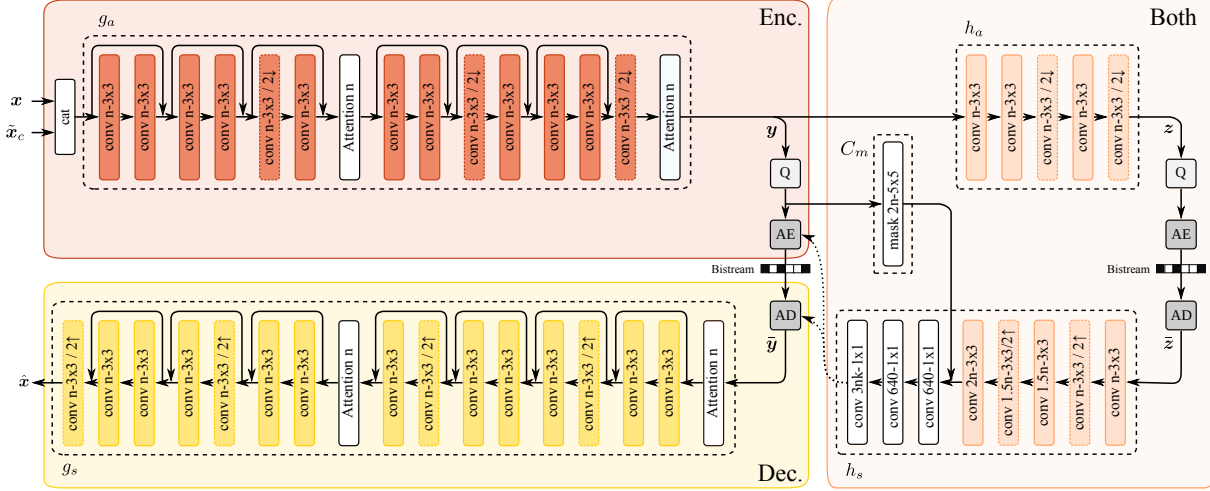 g_a
Enc.
x
x̃_c
cat
conv n-3x3
conv n-3x3
conv n-3x3
conv n-3x3
conv n-3x3 / 2↓
conv n-3x3
Attention n
conv n-3x3
conv n-3x3
conv n-3x3 / 2↓
conv n-3x3
conv n-3x3
conv n-3x3
conv n-3x3 / 2↓
Attention n
y
Q
AE
Bistream
Both
h_a
conv n-3x3
conv n-3x3
conv n-3x3 / 2↓
conv n-3x3
conv n-3x3 / 2↓
z
Q
AE
Bistream
C_m
mask 2n-5x5
x̂
conv n-3x3 / 2↑
conv n-3x3
conv n-3x3
conv n-3x3
conv n-3x3 / 2↑
conv n-3x3
conv n-3x3
Attention n
conv n-3x3
conv n-3x3 / 2↑
conv n-3x3
conv n-3x3
conv n-3x3
conv n-3x3 / 2↑
conv n-3x3
conv n-3x3
Attention n
AD
ỹ
g_s
Dec.
conv 3nk-1x1
conv 640-1x1
conv 640-1x1
conv 2n-3x3
conv 1.5n-3x3/2↑
conv 1.5n-3x3
conv n-3x3 / 2↑
conv n-3x3
AD
z̃
h_s